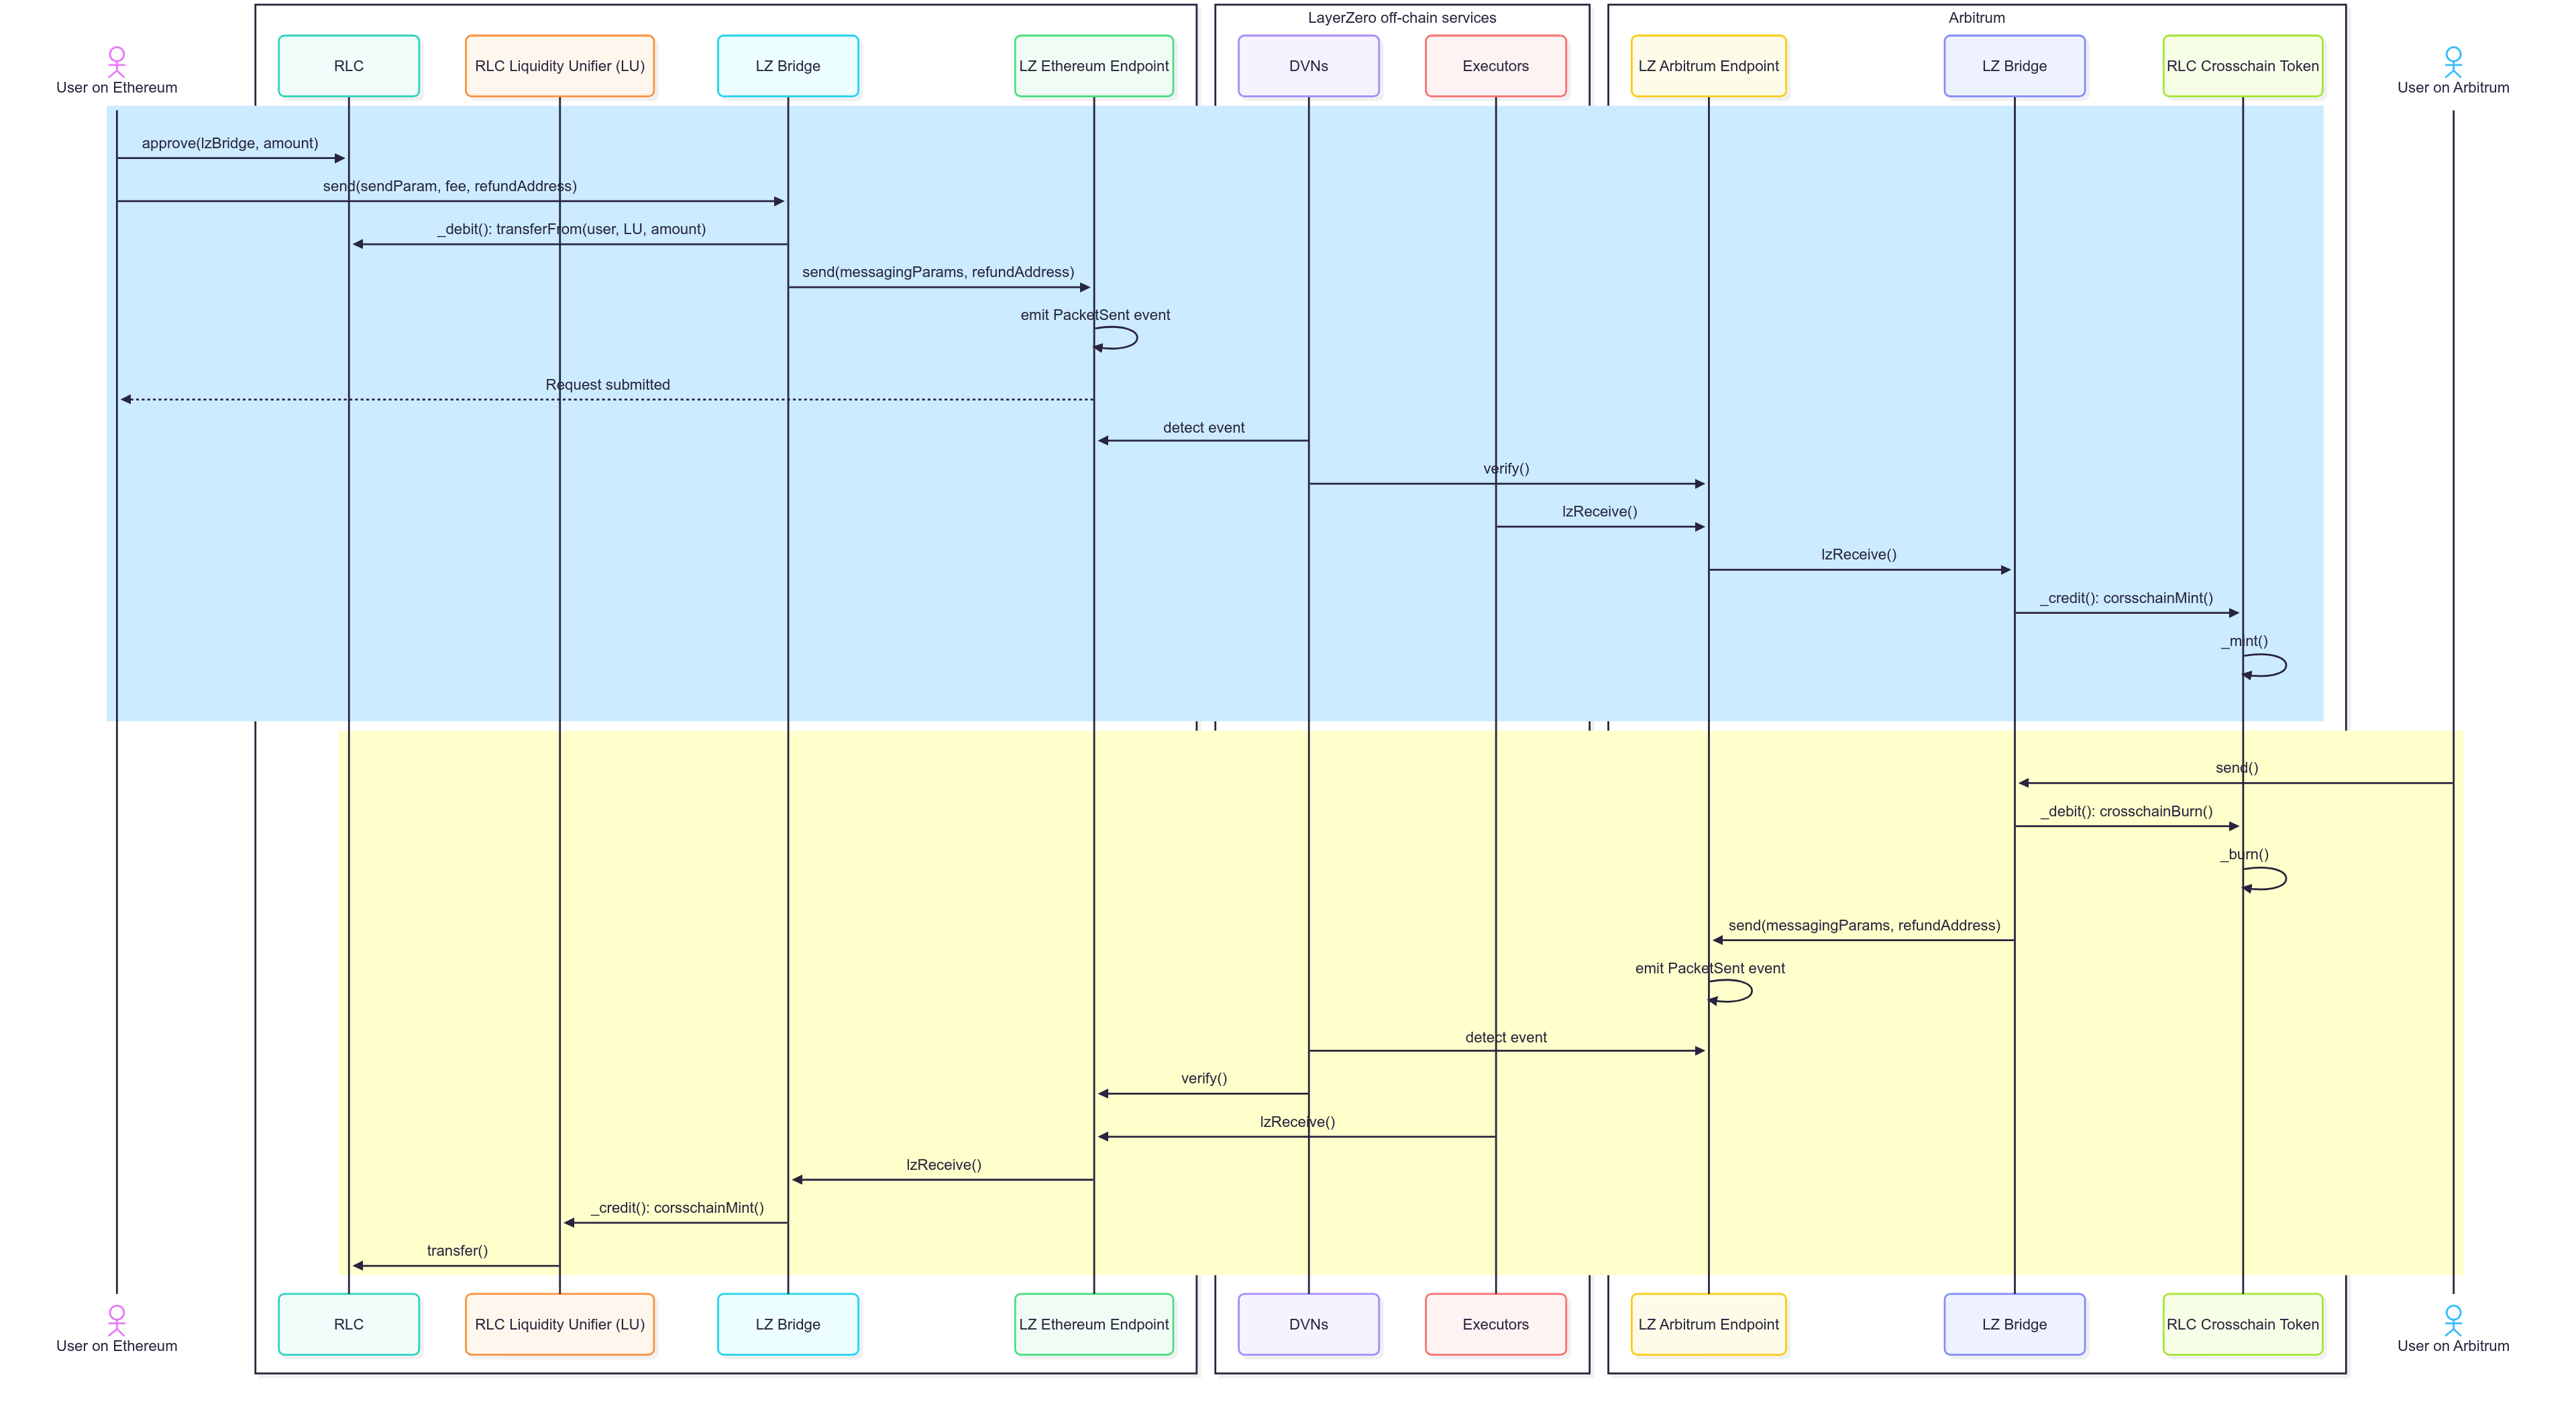 LayerZero off-chain services
Arbitrum
User on Ethereum
RLC
RLC Liquidity Unifier (LU)
LZ Bridge
LZ Ethereum Endpoint
DVNs
Executors
LZ Arbitrum Endpoint
LZ Bridge
RLC Crosschain Token
User on Arbitrum
approve(lzBridge, amount)
send(sendParam, fee, refundAddress)
_debit(): transferFrom(user, LU, amount)
send(messagingParams, refundAddress)
emit PacketSent event
Request submitted
detect event
verify()
lzReceive()
lzReceive()
_credit(): corsschainMint()
_mint()
send()
_debit(): crosschainBurn()
_burn()
send(messagingParams, refundAddress)
emit PacketSent event
detect event
verify()
lzReceive()
lzReceive()
_credit(): corsschainMint()
transfer()
User on Ethereum
RLC
RLC Liquidity Unifier (LU)
LZ Bridge
LZ Ethereum Endpoint
DVNs
Executors
LZ Arbitrum Endpoint
LZ Bridge
RLC Crosschain Token
User on Arbitrum